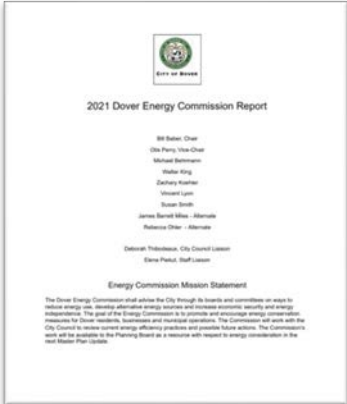 CITY OF DOVER
2021 Dover Energy Commission Report
Bill Baber, Chair
Otis Perry, Vice-Chair
Michael Behrmann
Walter King
Zachary Koehler
Vincent Lyon
Susan Smith
James Barrett Miles - Alternate
Rebecca Ohler - Alternate
Deborah Thibodeaux, City Council Liaison
Elena Piekut, Staff Liaison
Energy Commission Mission Statement
The Dover Energy Commission shall advise the City through its boards and committees on ways to
reduce energy use, develop alternative energy sources and increase economic security and energy
independence. The goal of the Energy Commission is to promote and encourage energy conservation
measures for Dover residents, businesses and municipal operations. The Commission will work with the
City Council to review current energy efficiency practices and possible future actions. The Commission's
work will be available to the Planning Board as a resource with respect to energy consideration in the
next Master Plan Update.